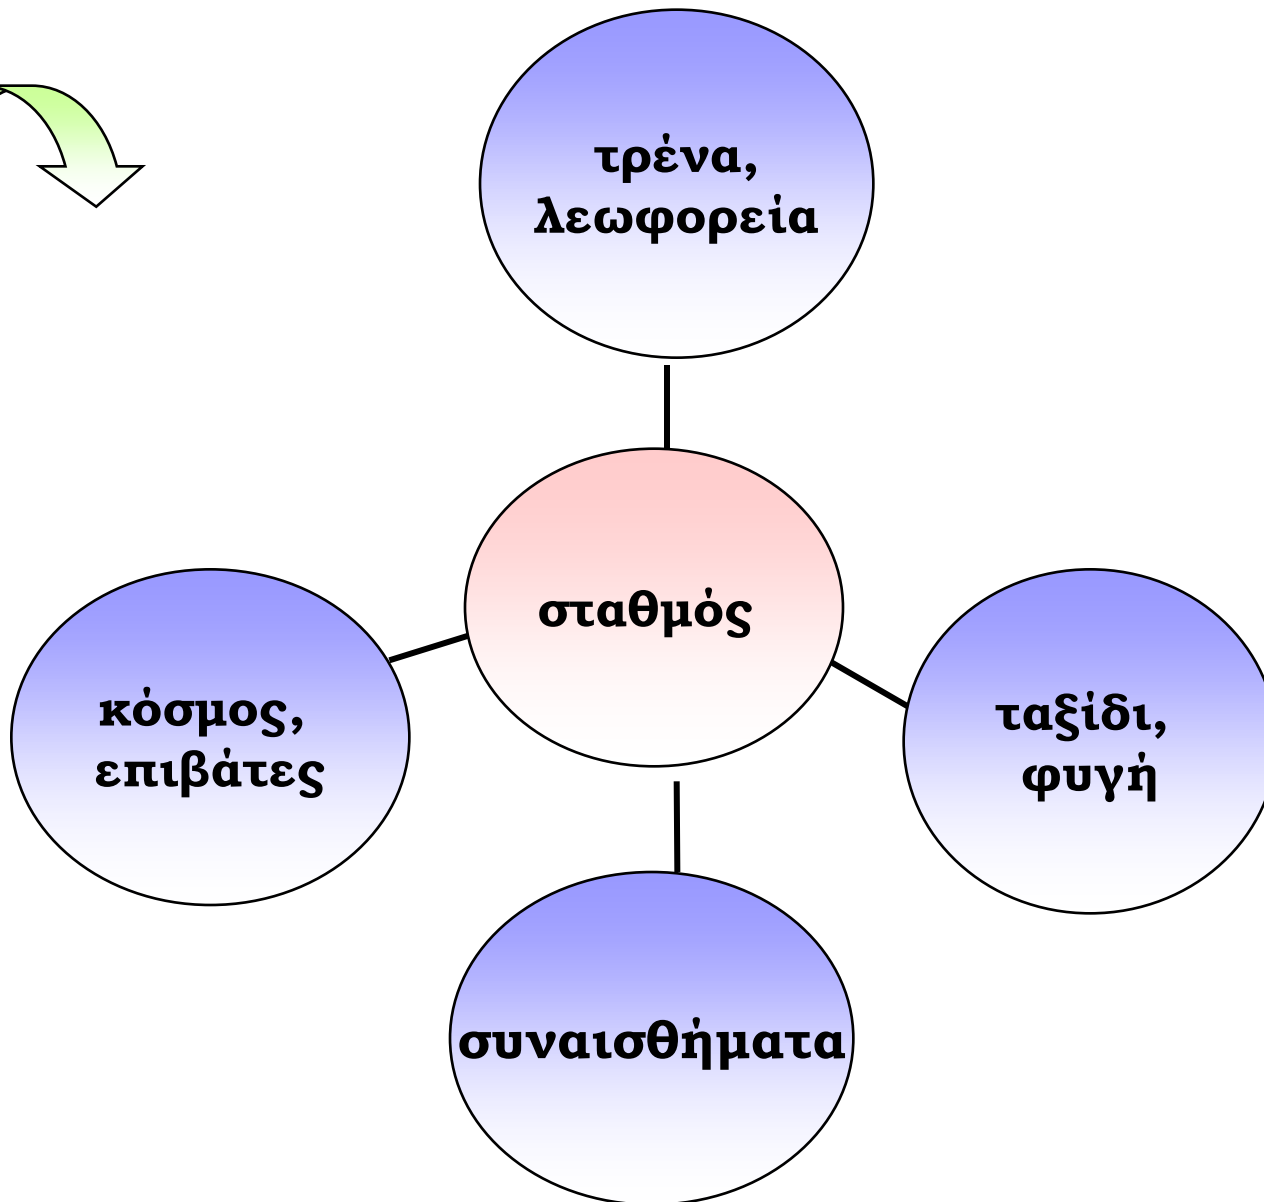 τρένα,
λεωφορεία
σταθμός
κόσμος,
επιβάτες
ταξίδι,
φυγή
συναισθήματα